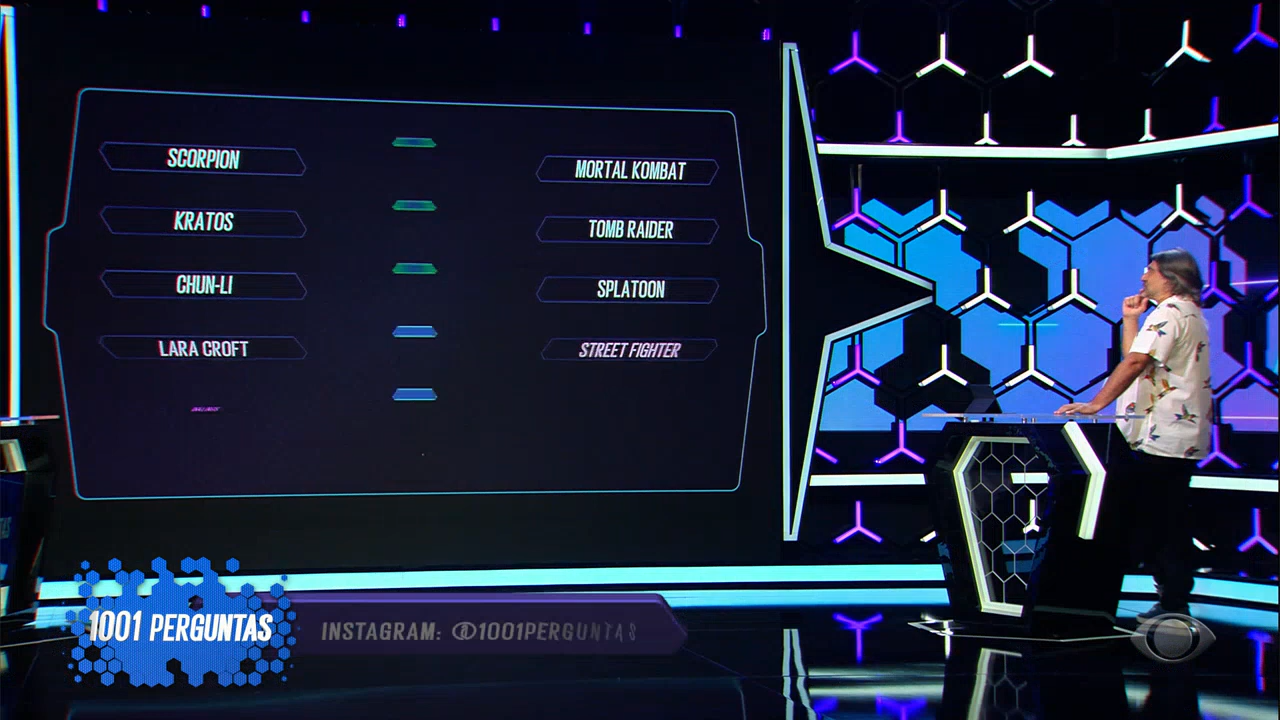 SCORPION
MORTAL KOMBAT
KRATOS
TOMB RAIDER
CHUN-LI
SPLATOON
LARA CROFT
STREET FIGHTER
1001 PERGUNTAS
INSTAGRAM: @1001PERGUNTAS